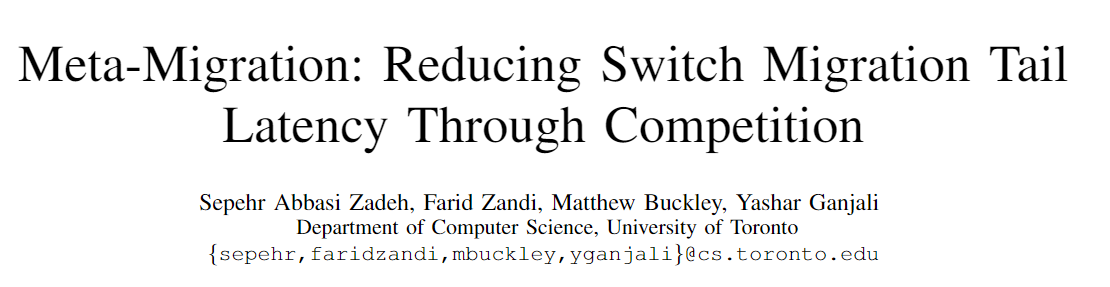 Meta-Migration: Reducing Switch Migration Tail
Latency Through Competition
Sepehr Abbasi Zadeh, Farid Zandi, Matthew Buckley, Yashar Ganjali
Department of Computer Science, University of Toronto
{sepehr,faridzandi,mbuckley,yganjali}@cs.toronto.edu